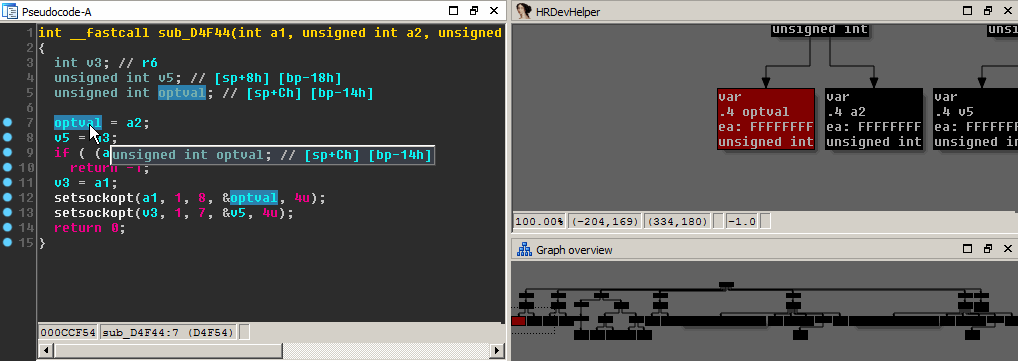 Pseudocode-A
1 int __fastcall sub_D4F44(int a1, unsigned int a2, unsigned
2 {
3 int v3; // r6
4 unsigned int v5; // [sp+8h] [bp-18h]
5 unsigned int optval; // [sp+Ch] [bp-14h]
6
7 optval = a2;
8 v5 = a3;
9 if ( (a
unsigned int optval; // [sp+Ch] [bp-14h]
10 return -1;
11 v3 = a1;
12 setsockopt(a1, 1, 8, &optval, 4u);
13 setsockopt(v3, 1, 7, &v5, 4u);
14 return 0;
15 }
000CCF54 sub_D4F44:7 (D4F54)
HRDevHelper
unsigned int
var
.4 optval
ea: FFFFFFFF
unsigned int
var
.4 a2
ea: FFFFFFFF
unsigned int
var
.4 v5
ea: FFFFFFFF
unsigned int
100.00% (-204,169) (334,180) -1.0
Graph overview